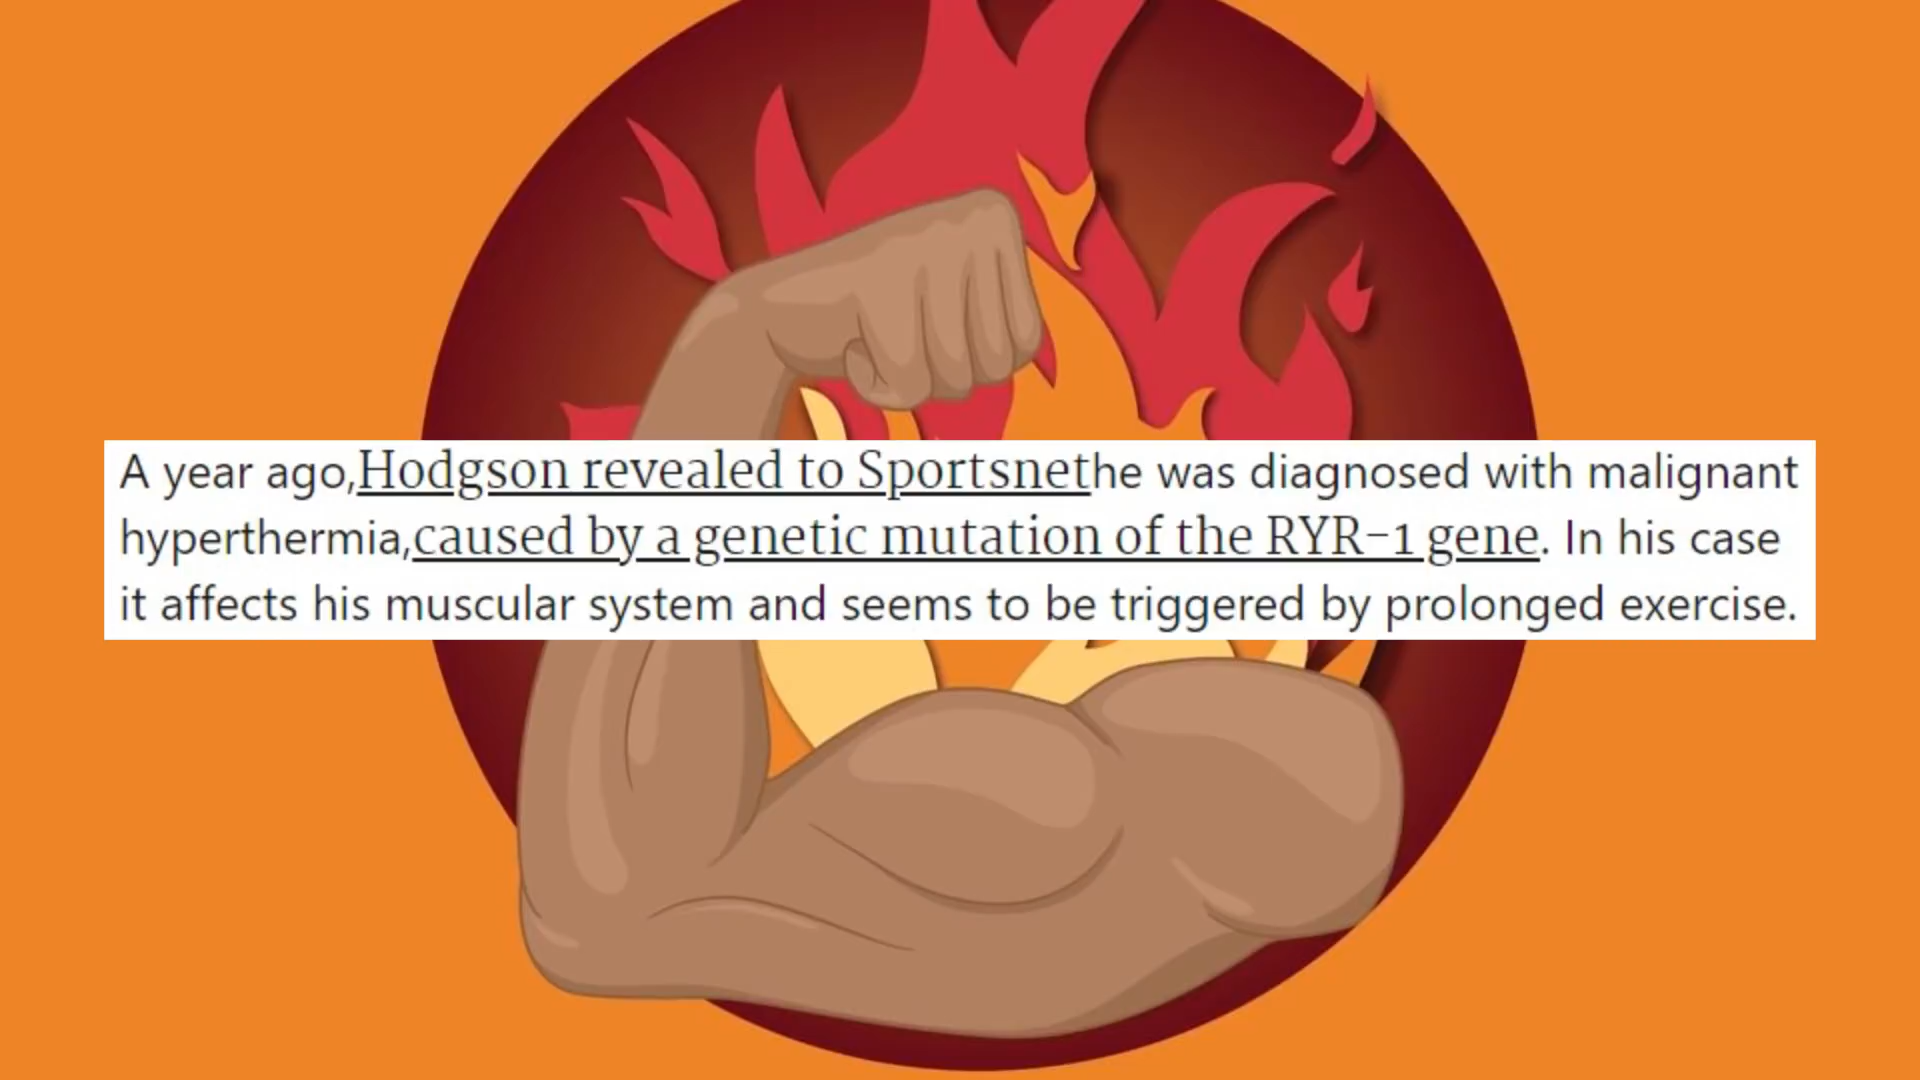 A year ago,Hodgson revealed to Sportsnethe was diagnosed with malignant
hyperthermia,caused by a genetic mutation of the RYR-1 gene. In his case
it affects his muscular system and seems to be triggered by prolonged exercise.